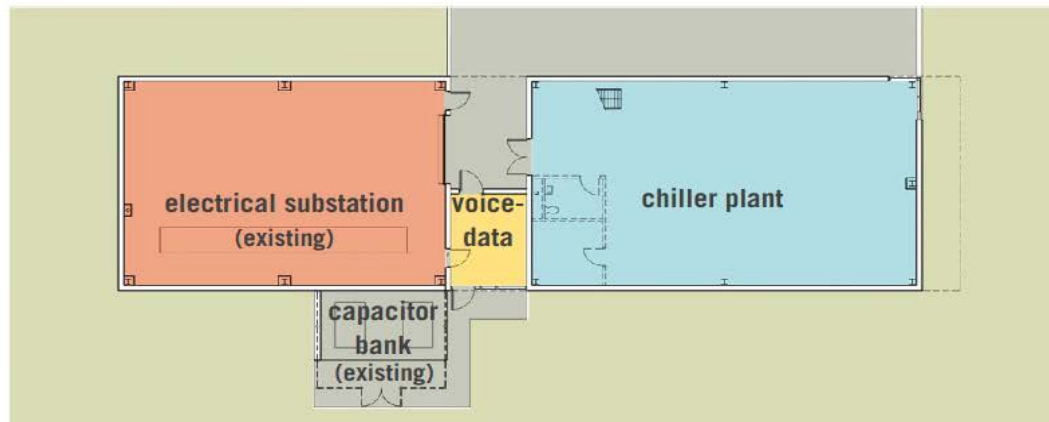 electrical substation
(existing)
voice-
data
chiller plant
capacitor
bank
(existing)